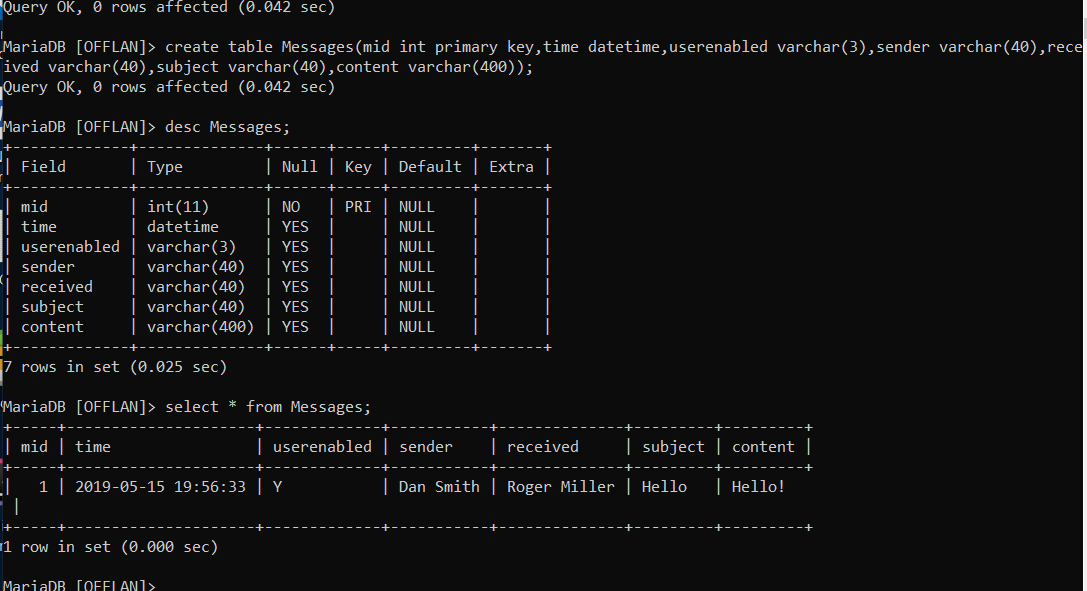 Query OK, 0 rows affected (0.042 sec)
MariaDB [OFFLAN]> create table Messages(mid int primary key,time datetime,userenabled varchar(3),sender varchar(40),rece
ived varchar(40),subject varchar(40),content varchar(400));
Query OK, 0 rows affected (0.042 sec)
MariaDB [OFFLAN]> desc Messages;
+-------------+--------------+------+-----+---------+-------+
| Field       | Type         | Null | Key | Default | Extra |
+-------------+--------------+------+-----+---------+-------+
| mid         | int(11)      | NO   | PRI | NULL    |       |
| time        | datetime     | YES  |     | NULL    |       |
| userenabled | varchar(3)   | YES  |     | NULL    |       |
| sender      | varchar(40)  | YES  |     | NULL    |       |
| received    | varchar(40)  | YES  |     | NULL    |       |
| subject     | varchar(40)  | YES  |     | NULL    |       |
| content     | varchar(400) | YES  |     | NULL    |       |
+-------------+--------------+------+-----+---------+-------+
7 rows in set (0.025 sec)
MariaDB [OFFLAN]> select * from Messages;
+-----+---------------------+-------------+-----------+--------------+---------+---------+
| mid | time                | userenabled | sender    | received     | subject | content |
+-----+---------------------+-------------+-----------+--------------+---------+---------+
|   1 | 2019-05-15 19:56:33 | Y           | Dan Smith | Roger Miller | Hello   | Hello!
 |
+-----+---------------------+-------------+-----------+--------------+---------+---------+
1 row in set (0.000 sec)
MariaDB [OFFLAN]>